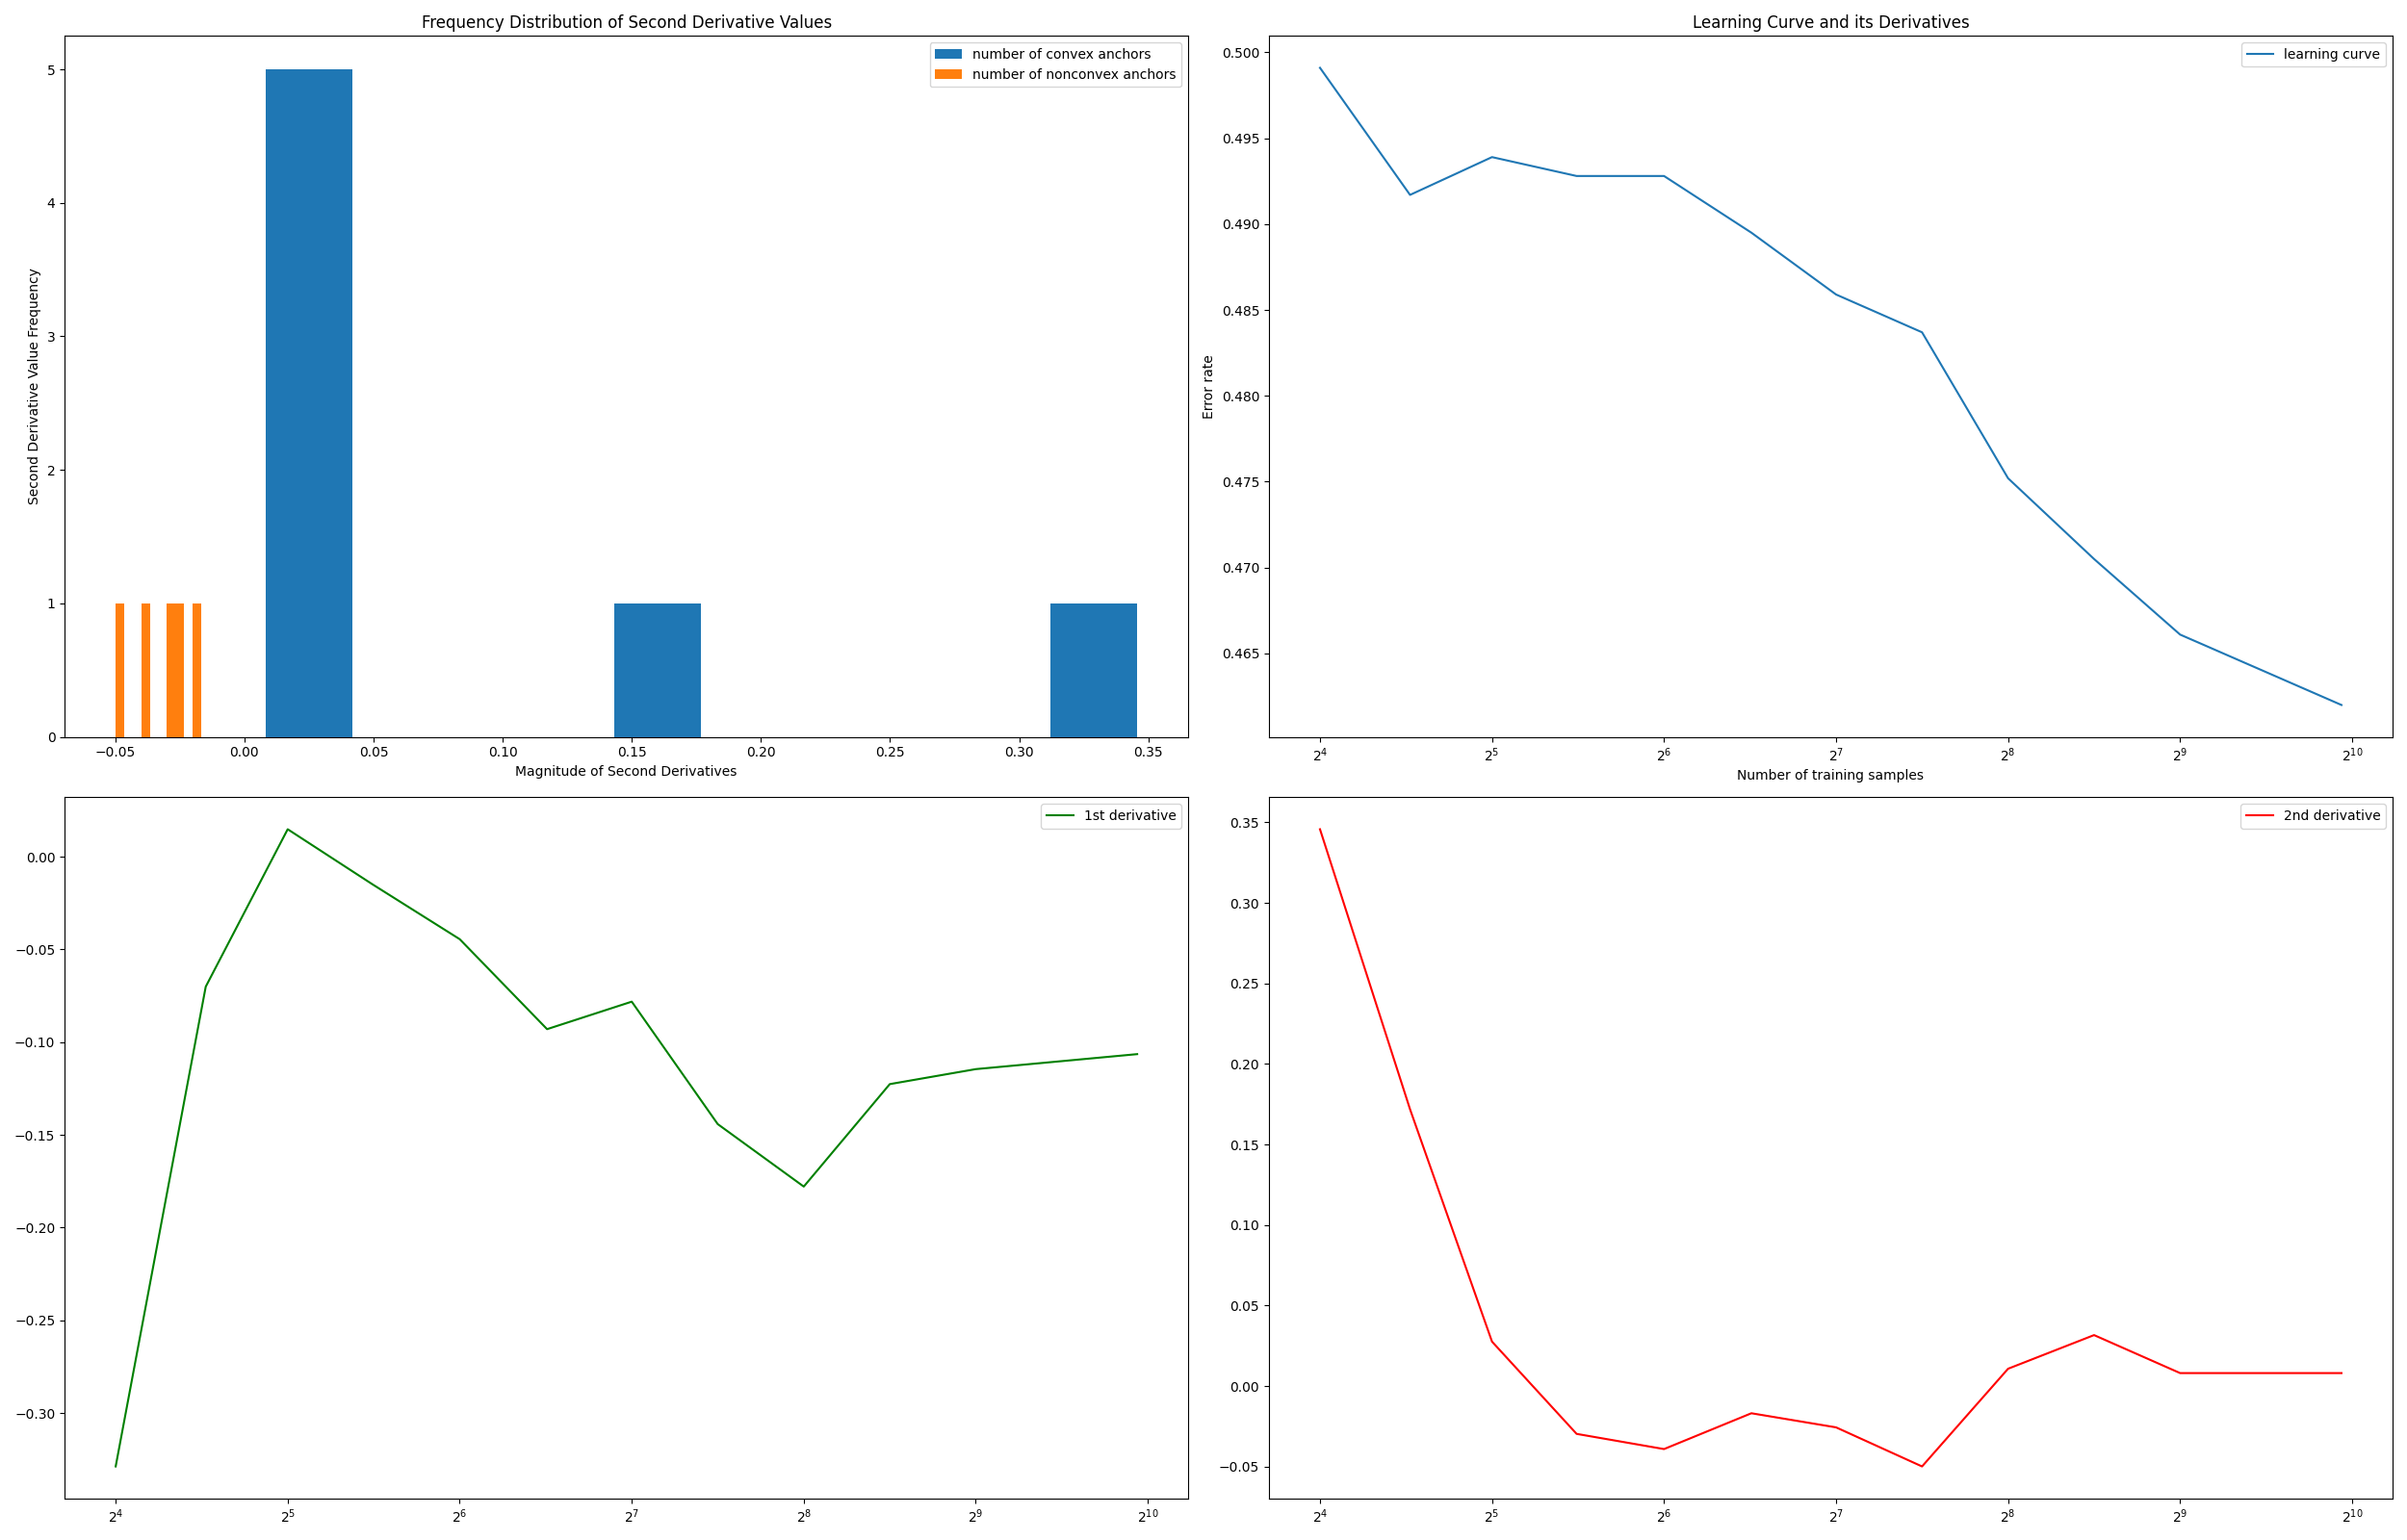 Frequency Distribution of Second Derivative Values
number of convex anchors
number of nonconvex anchors
Second Derivative Value Frequency
5
4
3
2
1
0
−0.05 0.00 0.05 0.10 0.15 0.20 0.25 0.30 0.35
Magnitude of Second Derivatives
Learning Curve and its Derivatives
learning curve
Error rate
0.500
0.495
0.490
0.485
0.480
0.475
0.470
0.465
2⁴ 2⁵ 2⁶ 2⁷ 2⁸ 2⁹ 2¹⁰
Number of training samples
1st derivative
0.00
−0.05
−0.10
−0.15
−0.20
−0.25
−0.30
2⁴ 2⁵ 2⁶ 2⁷ 2⁸ 2⁹ 2¹⁰
2nd derivative
0.35
0.30
0.25
0.20
0.15
0.10
0.05
0.00
−0.05
2⁴ 2⁵ 2⁶ 2⁷ 2⁸ 2⁹ 2¹⁰